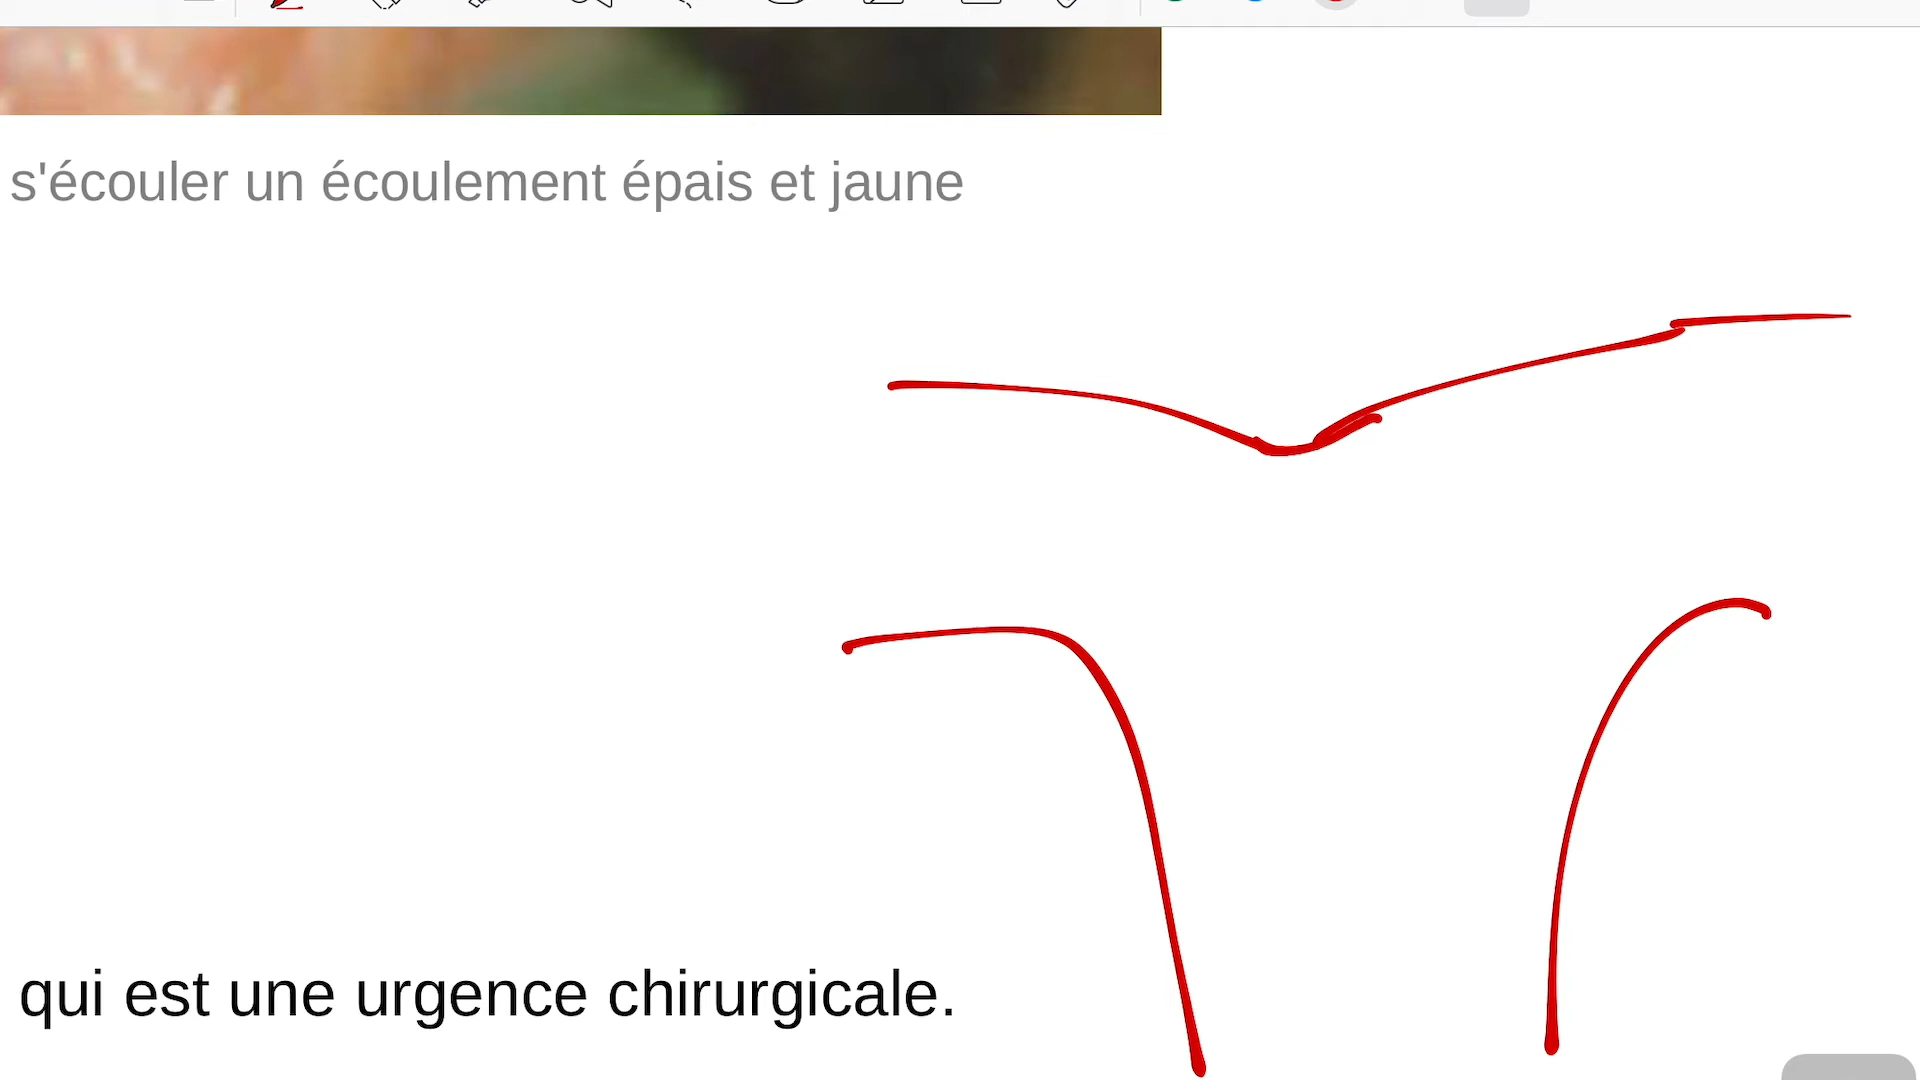 s'écouler un écoulement épais et jaune
qui est une urgence chirurgicale.